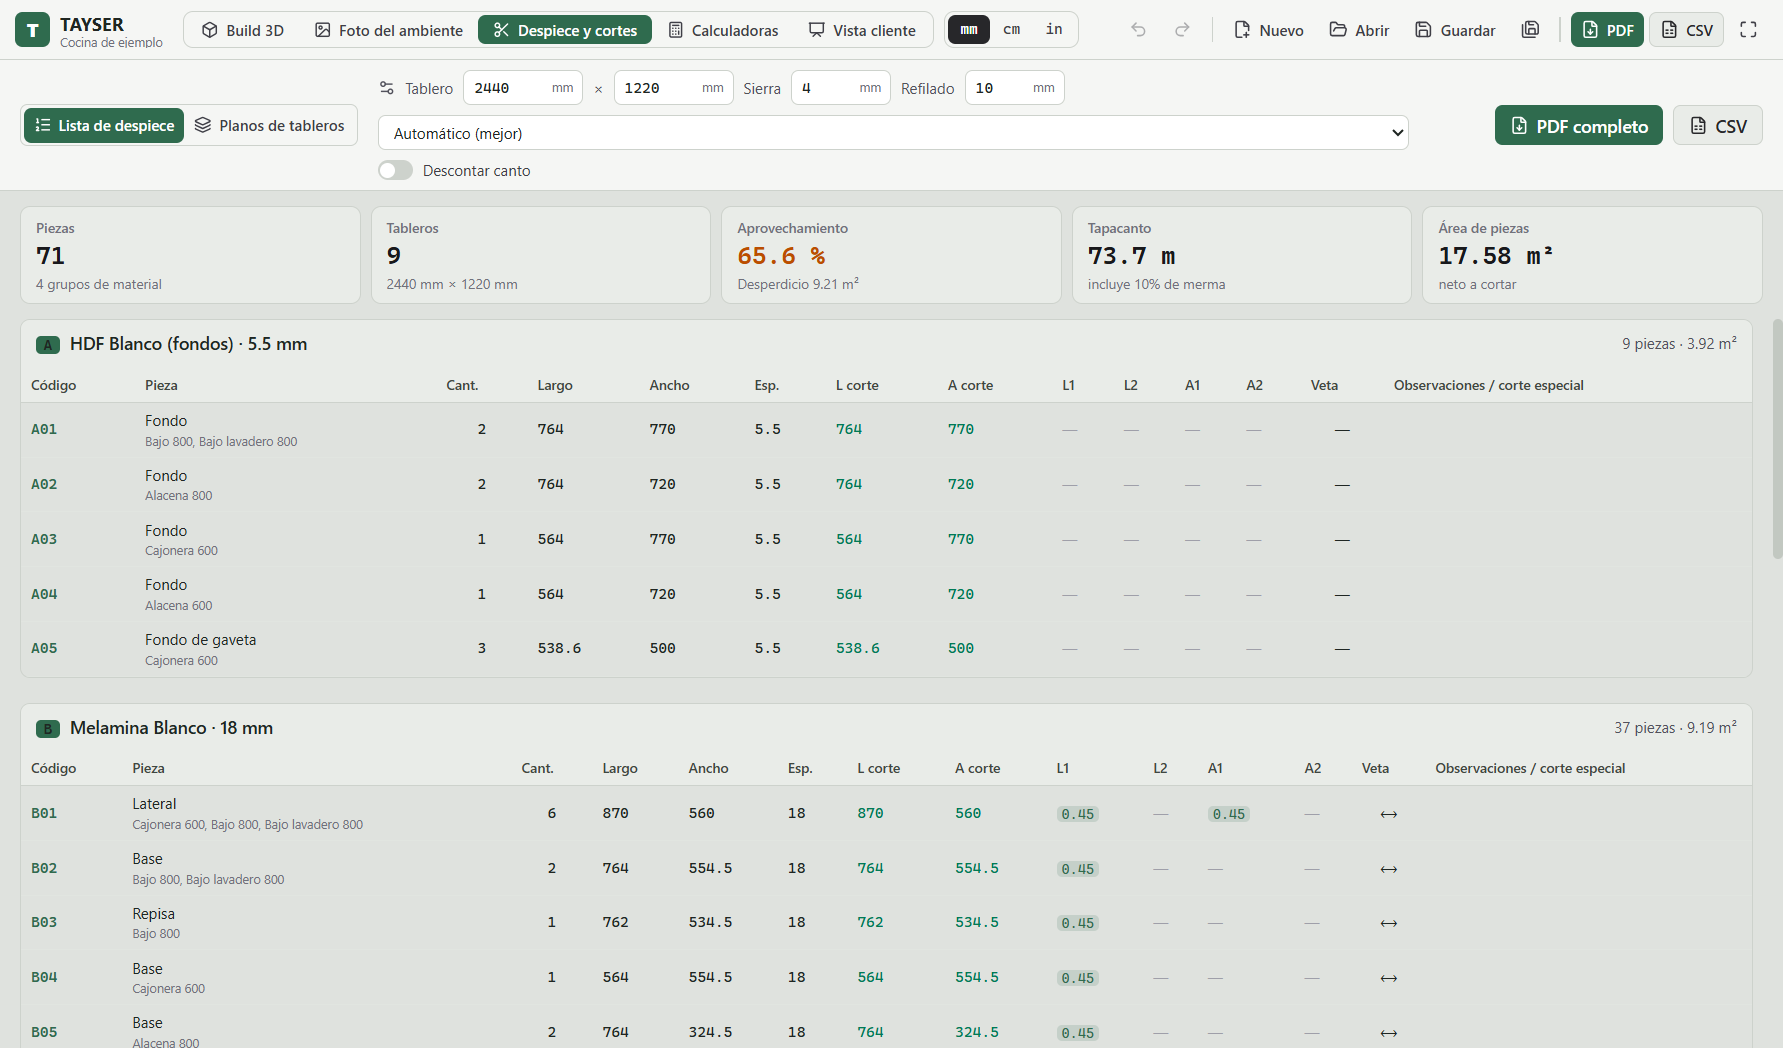 T TAYSER
Cocina de ejemplo
Build 3D Foto del ambiente Despiece y cortes Calculadoras Vista cliente mm cm in Nuevo Abrir Guardar PDF CSV
Tablero 2440 mm × 1220 mm Sierra 4 mm Refilado 10 mm
Lista de despiece Planos de tableros Automático (mejor) PDF completo CSV
Descontar canto
Piezas Tableros Aprovechamiento Tapacanto Área de piezas
71 9 65.6 % 73.7 m 17.58 m²
4 grupos de material 2440 mm × 1220 mm Desperdicio 9.21 m² incluye 10% de merma neto a cortar
A HDF Blanco (fondos) · 5.5 mm 9 piezas · 3.92 m²
Código Pieza Cant. Largo Ancho Esp. L corte A corte L1 L2 A1 A2 Veta Observaciones / corte especial
A01 Fondo 2 764 770 5.5 764 770 — — — — —
Bajo 800, Bajo lavadero 800
A02 Fondo 2 764 720 5.5 764 720 — — — — —
Alacena 800
A03 Fondo 1 564 770 5.5 564 770 — — — — —
Cajonera 600
A04 Fondo 1 564 720 5.5 564 720 — — — — —
Alacena 600
A05 Fondo de gaveta 3 538.6 500 5.5 538.6 500 — — — — —
Cajonera 600
B Melamina Blanco · 18 mm 37 piezas · 9.19 m²
Código Pieza Cant. Largo Ancho Esp. L corte A corte L1 L2 A1 A2 Veta Observaciones / corte especial
B01 Lateral 6 870 560 18 870 560 0.45 — 0.45 — ↔
Cajonera 600, Bajo 800, Bajo lavadero 800
B02 Base 2 764 554.5 18 764 554.5 0.45 — — — ↔
Bajo 800, Bajo lavadero 800
B03 Repisa 1 762 534.5 18 762 534.5 0.45 — — — ↔
Bajo 800
B04 Base 1 564 554.5 18 564 554.5 0.45 — — — ↔
Cajonera 600
B05 Base 2 764 324.5 18 764 324.5 0.45 — — — ↔
Alacena 800